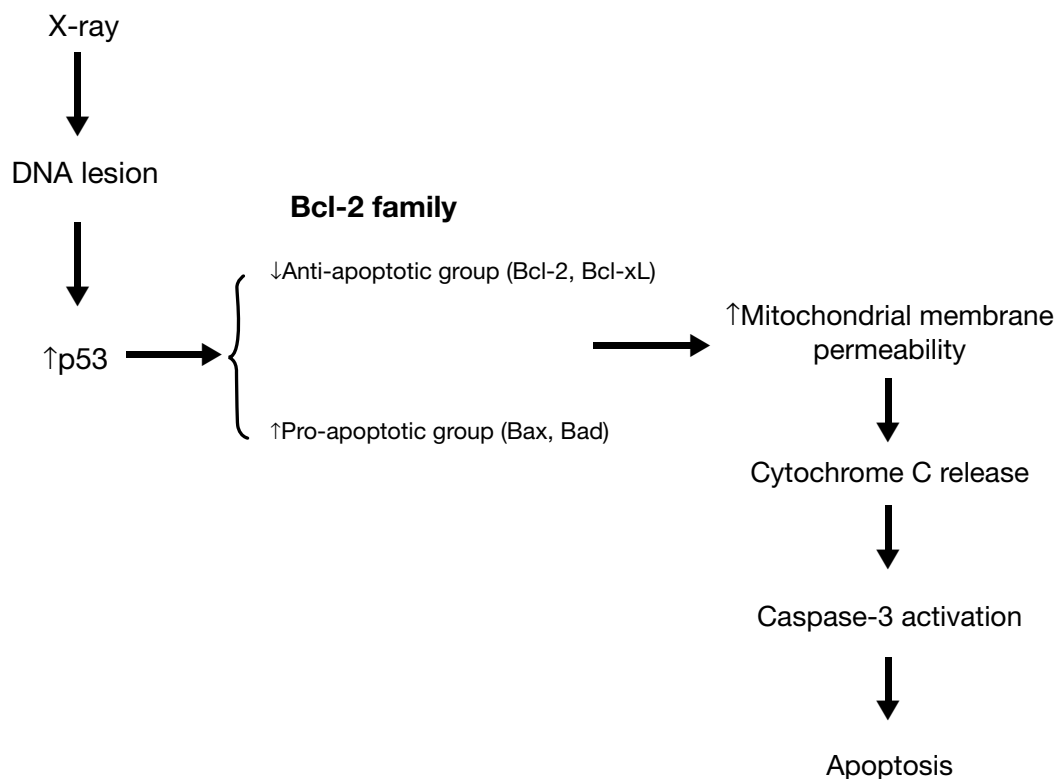 X-ray
DNA lesion
Bcl-2 family
↓Anti-apoptotic group (Bcl-2, Bcl-xL)
↑p53
↑Pro-apoptotic group (Bax, Bad)
↑Mitochondrial membrane
permeability
Cytochrome C release
Caspase-3 activation
Apoptosis